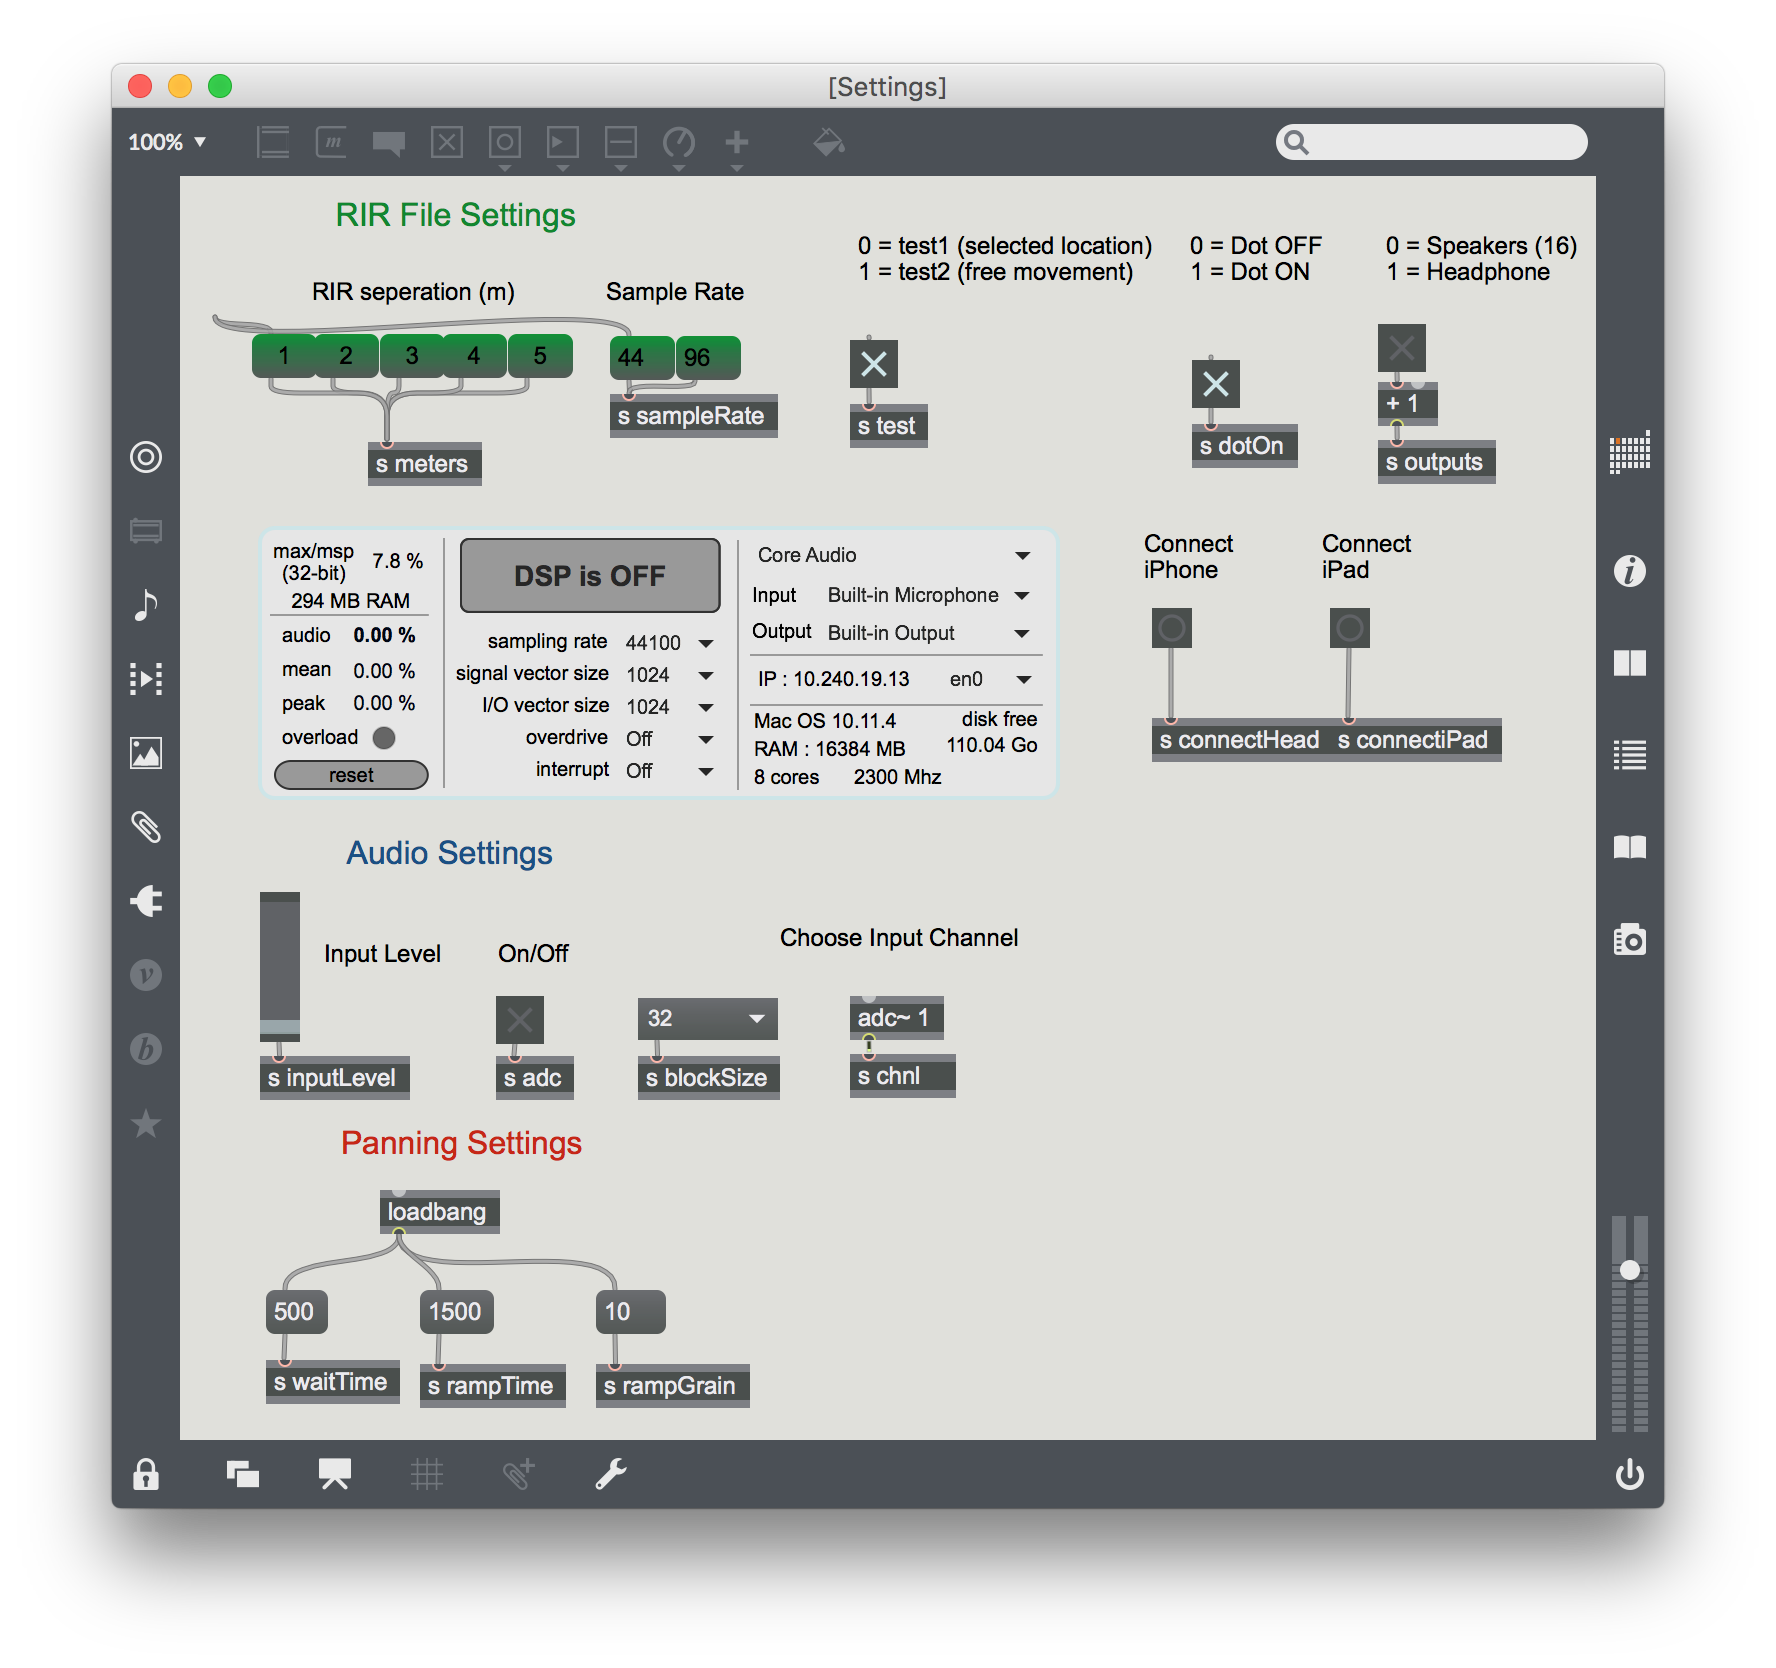 [Settings]
100%
m
RIR File Settings
0 = test1 (selected location)
1 = test2 (free movement)
0 = Dot OFF
1 = Dot ON
0 = Speakers (16)
1 = Headphone
RIR seperation (m)
Sample Rate
1 2 3 4 5
44 96
s meters
s sampleRate
s test
s dotOn
+ 1
s outputs
max/msp
(32-bit)
7.8 %
294 MB RAM
audio 0.00 %
mean 0.00 %
peak 0.00 %
overload
reset
DSP is OFF
sampling rate 44100
signal vector size 1024
I/O vector size 1024
overdrive Off
interrupt Off
Core Audio
Input Built-in Microphone
Output Built-in Output
IP : 10.240.19.13 en0
Mac OS 10.11.4
RAM : 16384 MB
8 cores 2300 Mhz
disk free
110.04 Go
Connect
iPhone
Connect
iPad
s connectHead
s connectiPad
Audio Settings
Input Level
On/Off
Choose Input Channel
32
adc~ 1
s inputLevel
s adc
s blockSize
s chnl
Panning Settings
loadbang
500
1500
10
s waitTime
s rampTime
s rampGrain
i
v
b